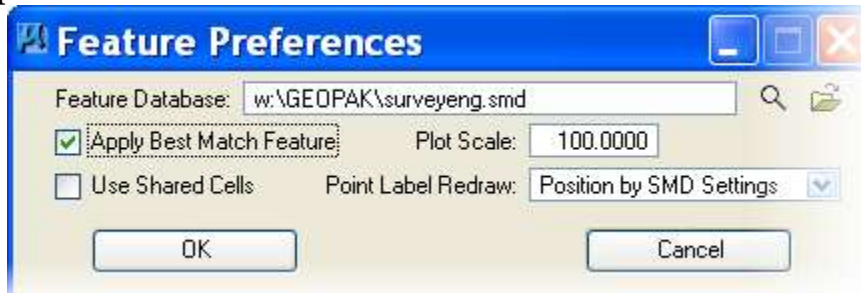 Feature Preferences
Feature Database: w:\GEOPAK\surveyeng.smd
Apply Best Match Feature Plot Scale: 100.0000
Use Shared Cells Point Label Redraw: Position by SMD Settings
OK Cancel